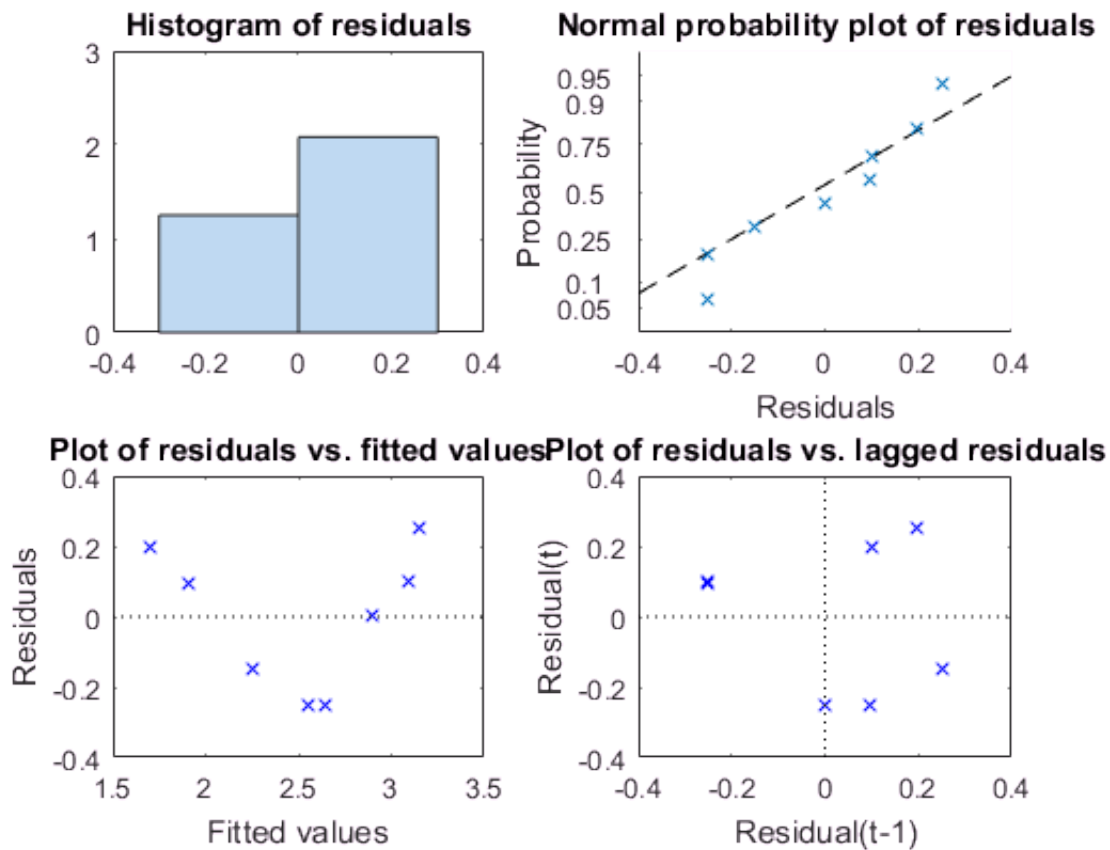 Histogram of residuals
3
2
1
0
-0.4 -0.2 0 0.2 0.4
Normal probability plot of residuals
Probability
0.95
0.9
0.75
0.5
0.25
0.1
0.05
-0.4 -0.2 0 0.2 0.4
Residuals
Plot of residuals vs. fitted values
Residuals
0.4
0.2
0
-0.2
-0.4
1.5 2 2.5 3 3.5
Fitted values
Plot of residuals vs. lagged residuals
Residual(t)
0.4
0.2
0
-0.2
-0.4
-0.4 -0.2 0 0.2 0.4
Residual(t-1)